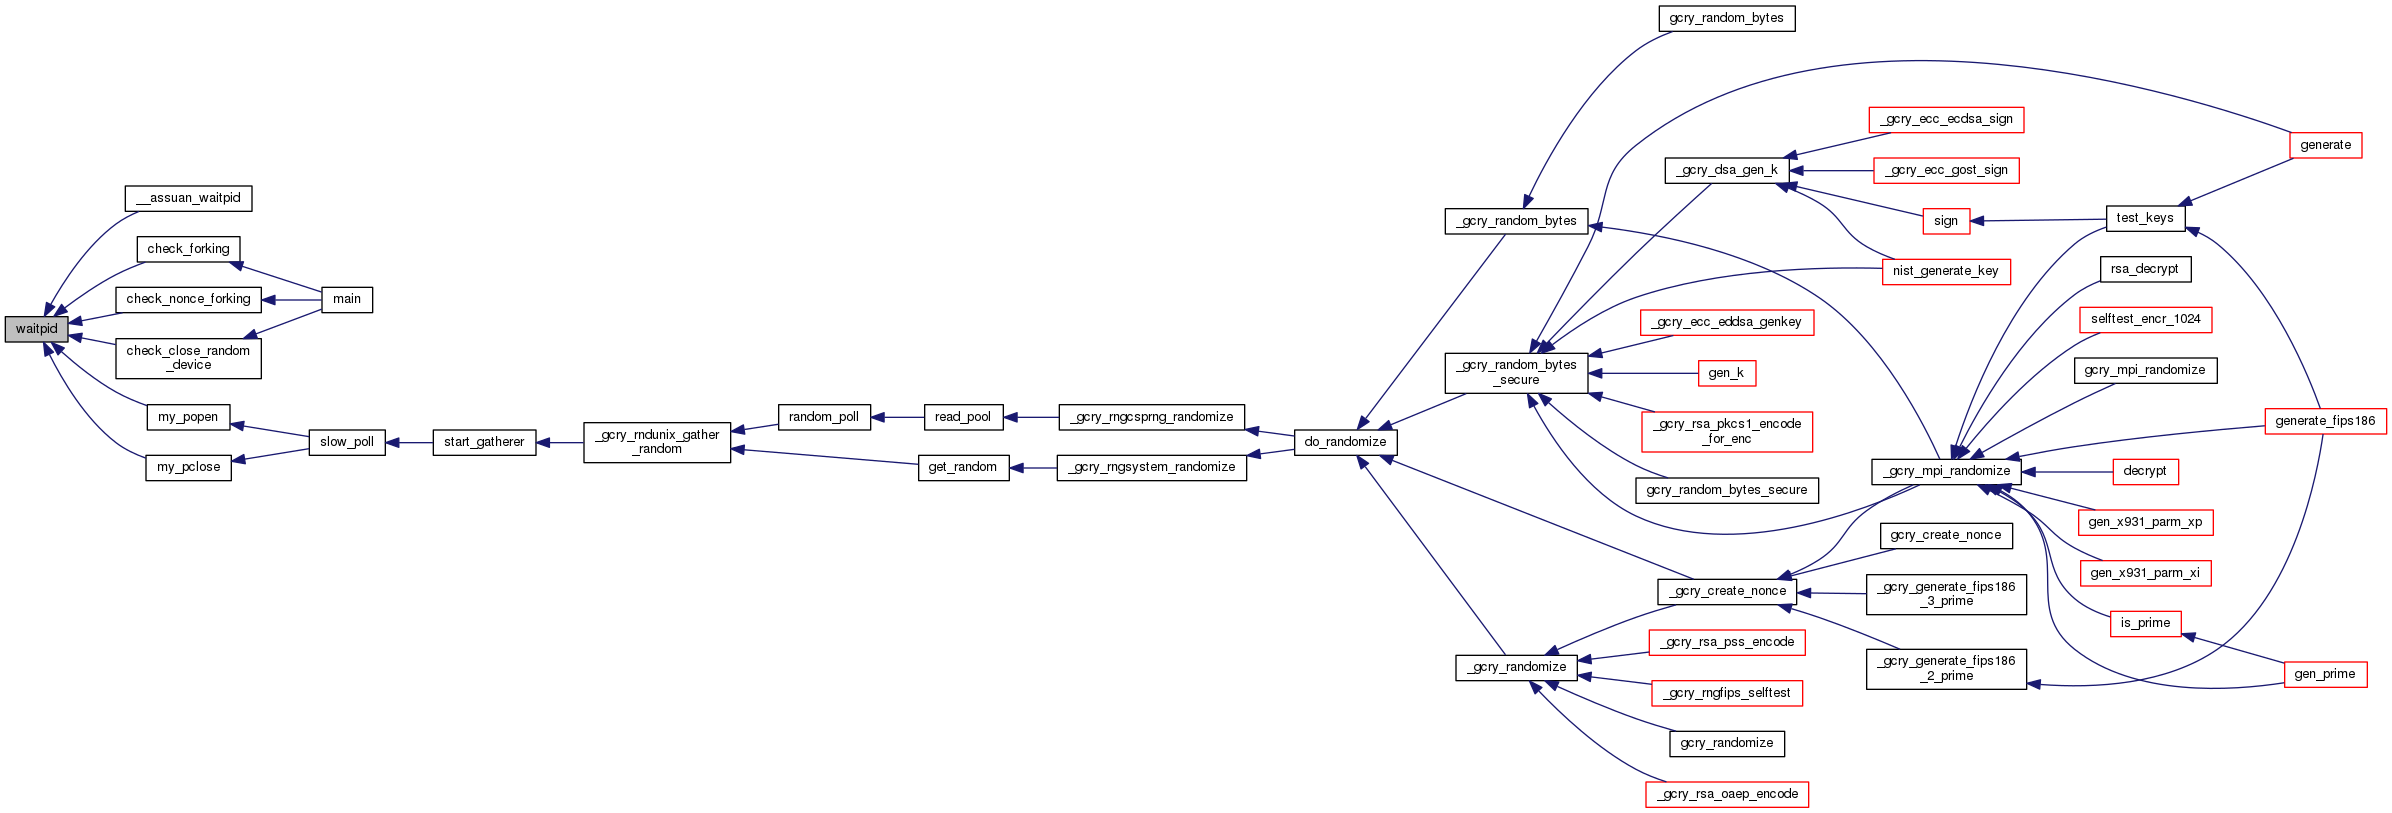 waitpid
__assuan_waitpid
check_forking
check_nonce_forking
check_close_random
_device
my_popen
my_pclose
main
slow_poll
start_gatherer
_gcry_rndunix_gather
_random
random_poll
get_random
read_pool
_gcry_rngcsprng_randomize
_gcry_rngsystem_randomize
do_randomize
_gcry_random_bytes
_gcry_random_bytes
_secure
_gcry_randomize
gcry_random_bytes
_gcry_dsa_gen_k
_gcry_ecc_eddsa_genkey
gen_k
_gcry_rsa_pkcs1_encode
_for_enc
gcry_random_bytes_secure
_gcry_create_nonce
_gcry_rsa_pss_encode
_gcry_rngfips_selftest
gcry_randomize
_gcry_rsa_oaep_encode
_gcry_ecc_ecdsa_sign
_gcry_ecc_gost_sign
sign
nist_generate_key
_gcry_mpi_randomize
gcry_create_nonce
_gcry_generate_fips186
_3_prime
_gcry_generate_fips186
_2_prime
test_keys
rsa_decrypt
selftest_encr_1024
gcry_mpi_randomize
decrypt
gen_x931_parm_xp
gen_x931_parm_xi
is_prime
generate
generate_fips186
gen_prime